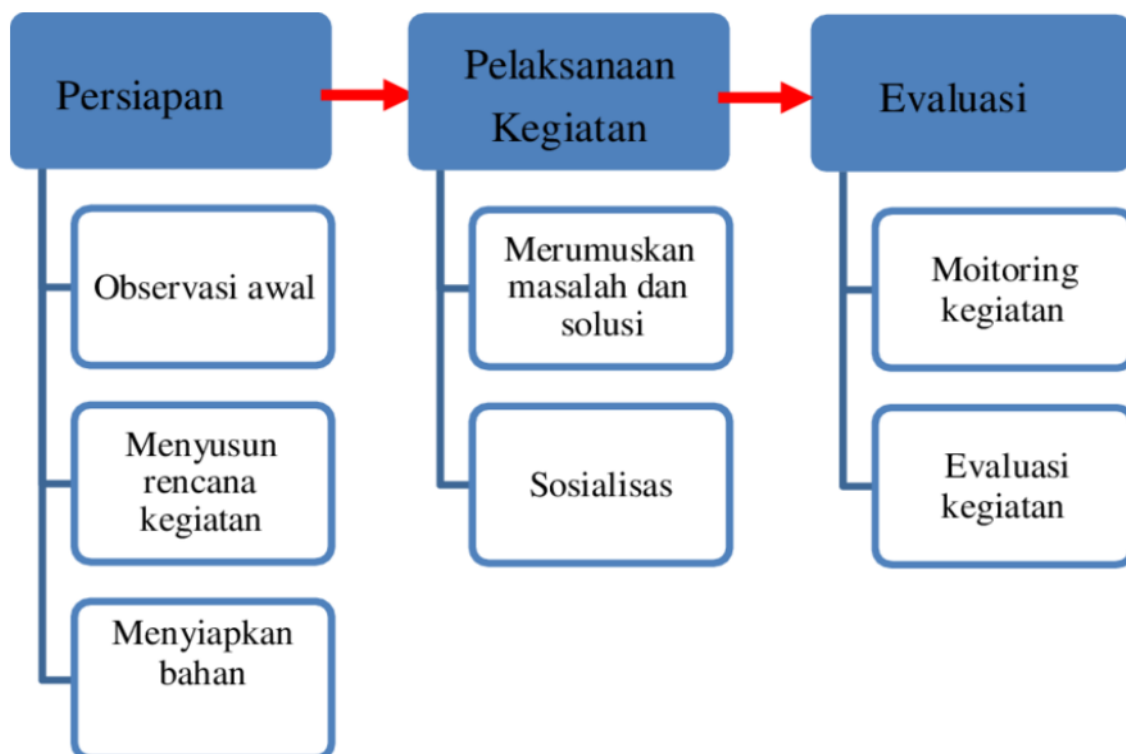 Persiapan
Observasi awal
Menyusun
rencana
kegiatan
Menyiapkan
bahan
Pelaksanaan
Kegiatan
Merumuskan
masalah dan
solusi
Sosialisas
Evaluasi
Moitoring
kegiatan
Evaluasi
kegiatan